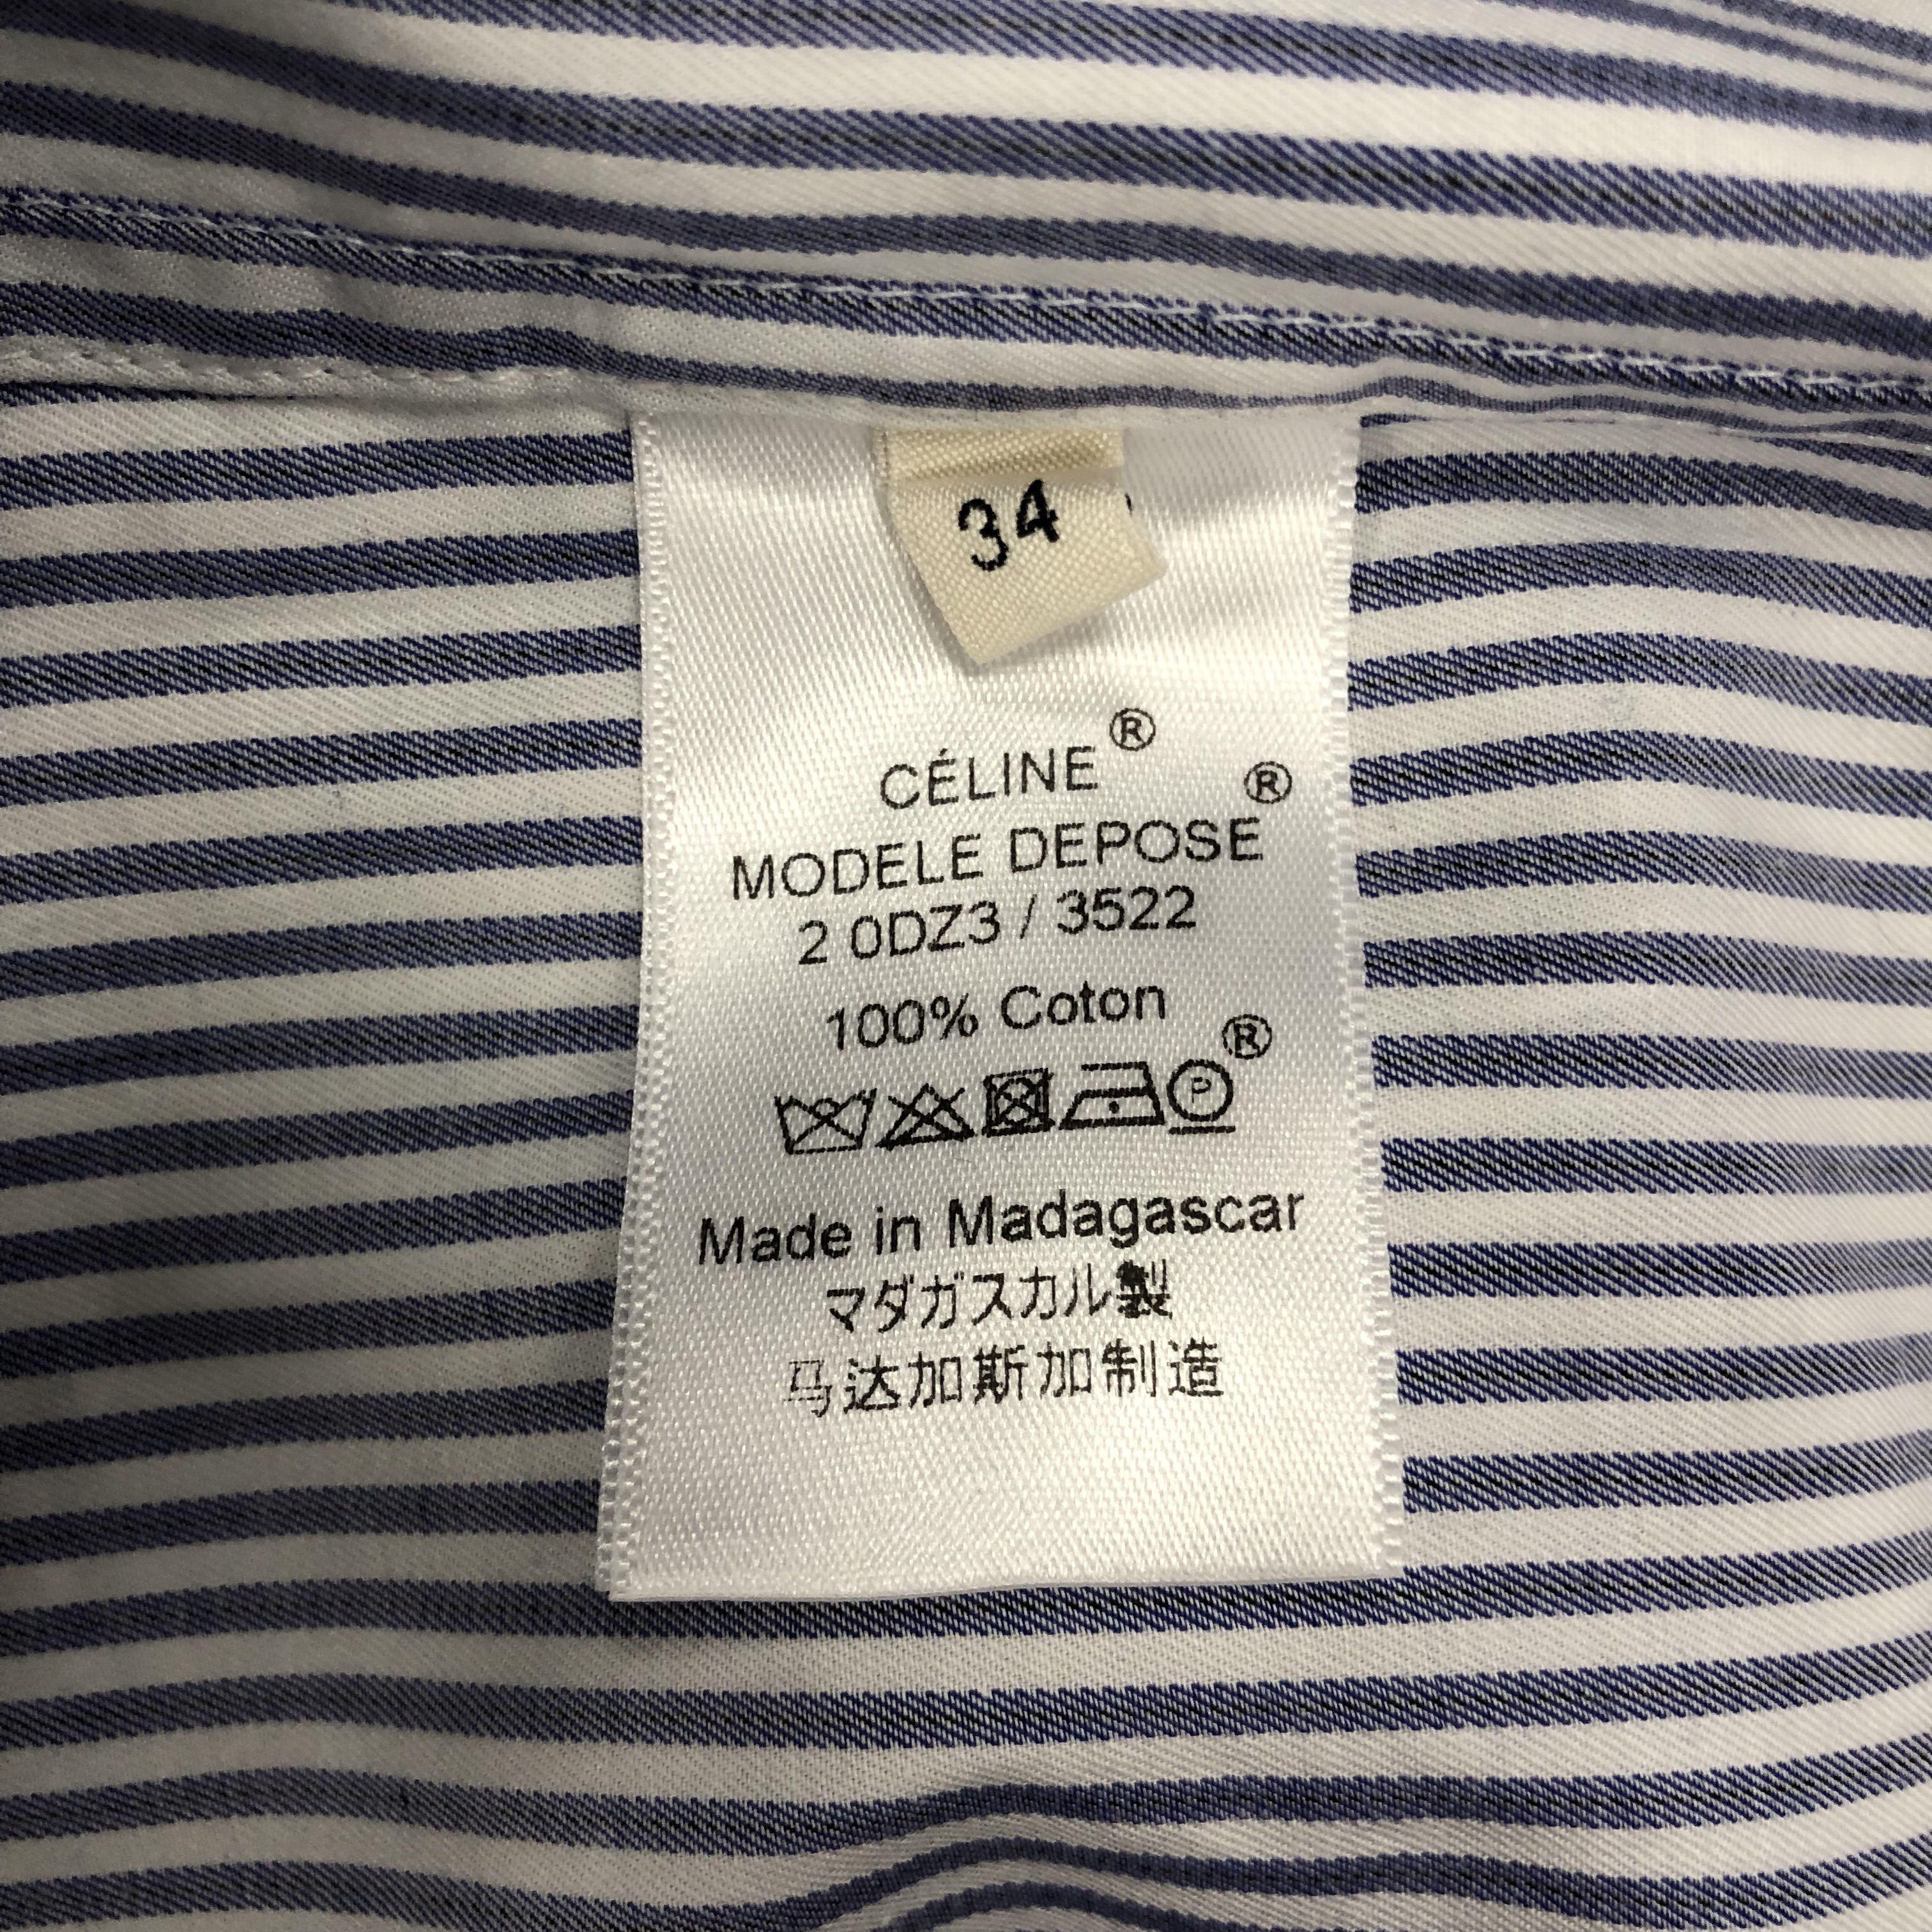 34
CÉLINE®
MODELE DEPOSE®
2 0DZ3 / 3522
100% Coton
P ®
Made in Madagascar
マダガスカル製
马达加斯加制造